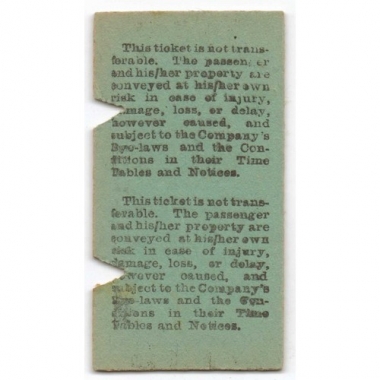 This ticket is not trans-
ferable. The passenger
and his/her property are
conveyed at his/her own
risk in case of injury,
damage, loss, or delay,
however caused, and
subject to the Company's
Bye-laws and the Con-
ditions in their Time
Tables and Notices.
This ticket is not trans-
ferable. The passenger
and his/her property are
conveyed at his/her own
risk in case of injury,
damage, loss, or delay,
however caused, and
subject to the Company's
Bye-laws and the Con-
ditions in their Time
Tables and Notices.